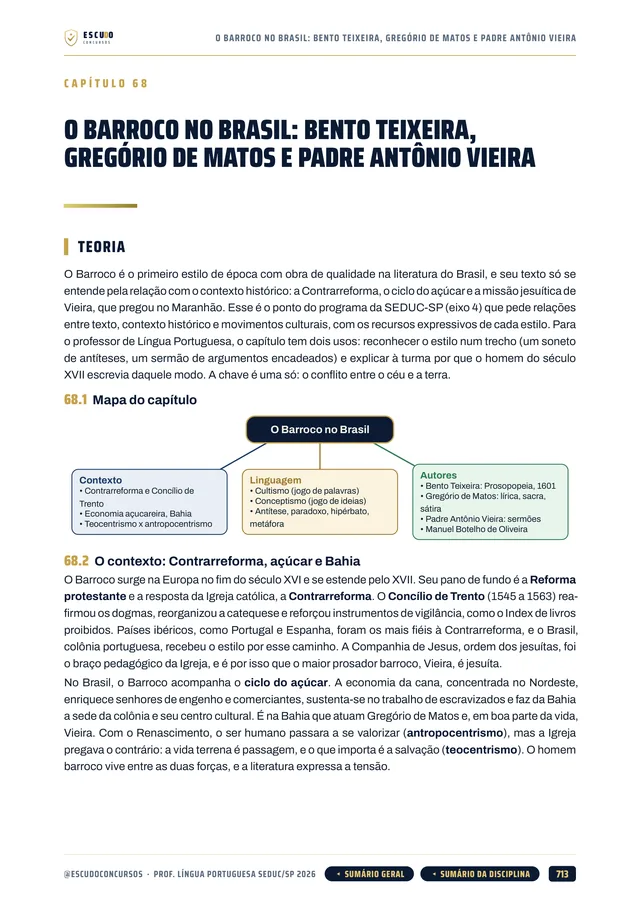 ESCUDO
CONCURSOS
O BARROCO NO BRASIL: BENTO TEIXEIRA, GREGÓRIO DE MATOS E PADRE ANTÔNIO VIEIRA
CAPÍTULO 68
O BARROCO NO BRASIL: BENTO TEIXEIRA,
GREGÓRIO DE MATOS E PADRE ANTÔNIO VIEIRA
TEORIA
O Barroco é o primeiro estilo de época com obra de qualidade na literatura do Brasil, e seu texto só se
entende pela relação com o contexto histórico: a Contrarreforma, o ciclo do açúcar e a missão jesuítica de
Vieira, que pregou no Maranhão. Esse é o ponto do programa da SEDUC-SP (eixo 4) que pede relações
entre texto, contexto histórico e movimentos culturais, com os recursos expressivos de cada estilo. Para
o professor de Língua Portuguesa, o capítulo tem dois usos: reconhecer o estilo num trecho (um soneto
de antíteses, um sermão de argumentos encadeados) e explicar à turma por que o homem do século
XVII escrevia daquele modo. A chave é uma só: o conflito entre o céu e a terra.
68.1 Mapa do capítulo
O Barroco no Brasil
Contexto
• Contrarreforma e Concílio de
Trento
• Economia açucareira, Bahia
• Teocentrismo x antropocentrismo
Linguagem
• Cultismo (jogo de palavras)
• Conceptismo (jogo de ideias)
• Antítese, paradoxo, hipérbato,
metáfora
Autores
• Bento Teixeira: Prosopopeia, 1601
• Gregório de Matos: lírica, sacra,
sátira
• Padre Antônio Vieira: sermões
• Manuel Botelho de Oliveira
68.2 O contexto: Contrarreforma, açúcar e Bahia
O Barroco surge na Europa no fim do século XVI e se estende pelo XVII. Seu pano de fundo é a Reforma
protestante e a resposta da Igreja católica, a Contrarreforma. O Concílio de Trento (1545 a 1563) rea-
firmou os dogmas, reorganizou a catequese e reforçou instrumentos de vigilância, como o Index de livros
proibidos. Países ibéricos, como Portugal e Espanha, foram os mais fiéis à Contrarreforma, e o Brasil,
colônia portuguesa, recebeu o estilo por esse caminho. A Companhia de Jesus, ordem dos jesuítas, foi
o braço pedagógico da Igreja, e é por isso que o maior prosador barroco, Vieira, é jesuíta.
No Brasil, o Barroco acompanha o ciclo do açúcar. A economia da cana, concentrada no Nordeste,
enriquece senhores de engenho e comerciantes, sustenta-se no trabalho de escravizados e faz da Bahia
a sede da colônia e seu centro cultural. É na Bahia que atuam Gregório de Matos e, em boa parte da vida,
Vieira. Com o Renascimento, o ser humano passara a se valorizar (antropocentrismo), mas a Igreja
pregava o contrário: a vida terrena é passagem, e o que importa é a salvação (teocentrismo). O homem
barroco vive entre as duas forças, e a literatura expressa a tensão.
@ESCUDOCONCURSOS · PROF. LÍNGUA PORTUGUESA SEDUC/SP 2026
SUMÁRIO GERAL
SUMÁRIO DA DISCIPLINA
713